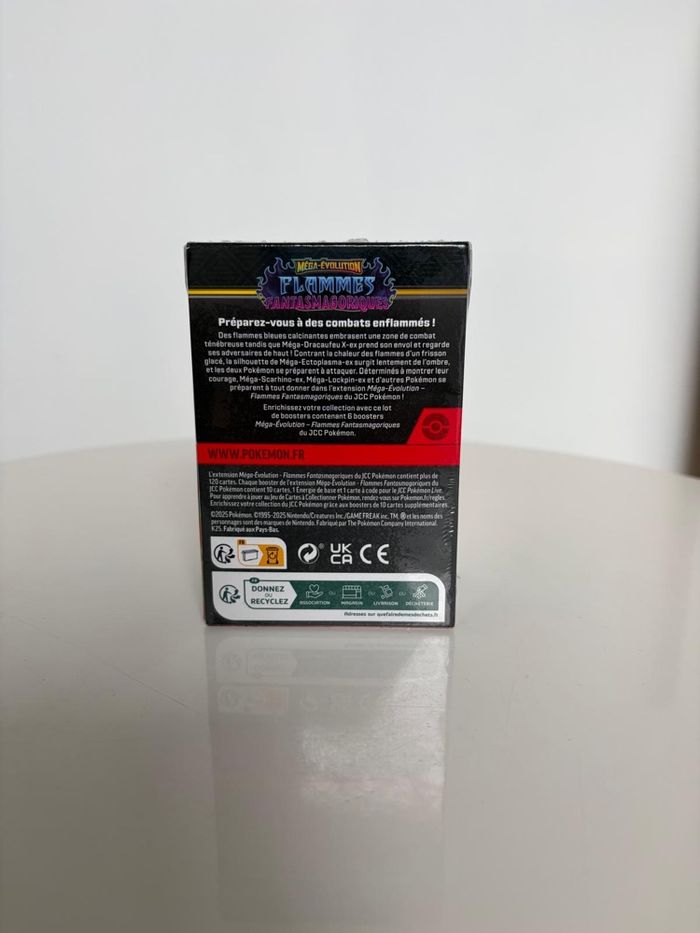 MÉGA-ÉVOLUTION
FLAMMES
FANTASMAGORIQUES
Préparez-vous à des combats enflammés !
Des flammes bleues calcinantes embrasent une zone de combat
ténébreuse tandis que Méga-Dracaufeu X-ex prend son envol et regarde
ses adversaires de haut ! Contrant la chaleur des flammes d'un frisson
glacé, la silhouette de Méga-Ectoplasma-ex surgit lentement de l'ombre,
et les deux Pokémon se préparent à attaquer. Déterminés à montrer leur
courage, Méga-Scarhino-ex, Méga-Lockpin-ex et d'autres Pokémon se
préparent à tout donner dans l'extension Méga-Évolution –
Flammes Fantasmagoriques du JCC Pokémon !
Enrichissez votre collection avec ce lot
de boosters contenant 6 boosters
Méga-Évolution – Flammes Fantasmagoriques
du JCC Pokémon.
WWW.POKEMON.FR
L'extension Méga-Évolution - Flammes Fantasmagoriques du JCC Pokémon contient plus de
120 cartes. Chaque booster de l'extension Méga-Évolution - Flammes Fantasmagoriques du
JCC Pokémon contient 10 cartes, 1 Énergie de base et 1 carte à code pour le JCC Pokémon Live.
Pour apprendre à jouer au Jeu de Cartes à Collectionner Pokémon, rendez-vous sur Pokemon.fr/regles.
Enrichissez votre collection du JCC Pokémon grâce aux boosters de 10 cartes supplémentaires.
©2025 Pokémon. ©1995-2025 Nintendo/Creatures Inc./GAME FREAK inc. TM, ® et les noms des
personnages sont des marques de Nintendo. Fabriqué par The Pokémon Company International.
K25. Fabriqué aux Pays-Bas.
FR
UK
CA
CE
FR
DONNEZ
OU
RECYCLEZ
ASSOCIATION OU MAGASIN OU LIVRAISON OU DÉCHÈTERIE
Adresses sur quefairedemesdechets.fr